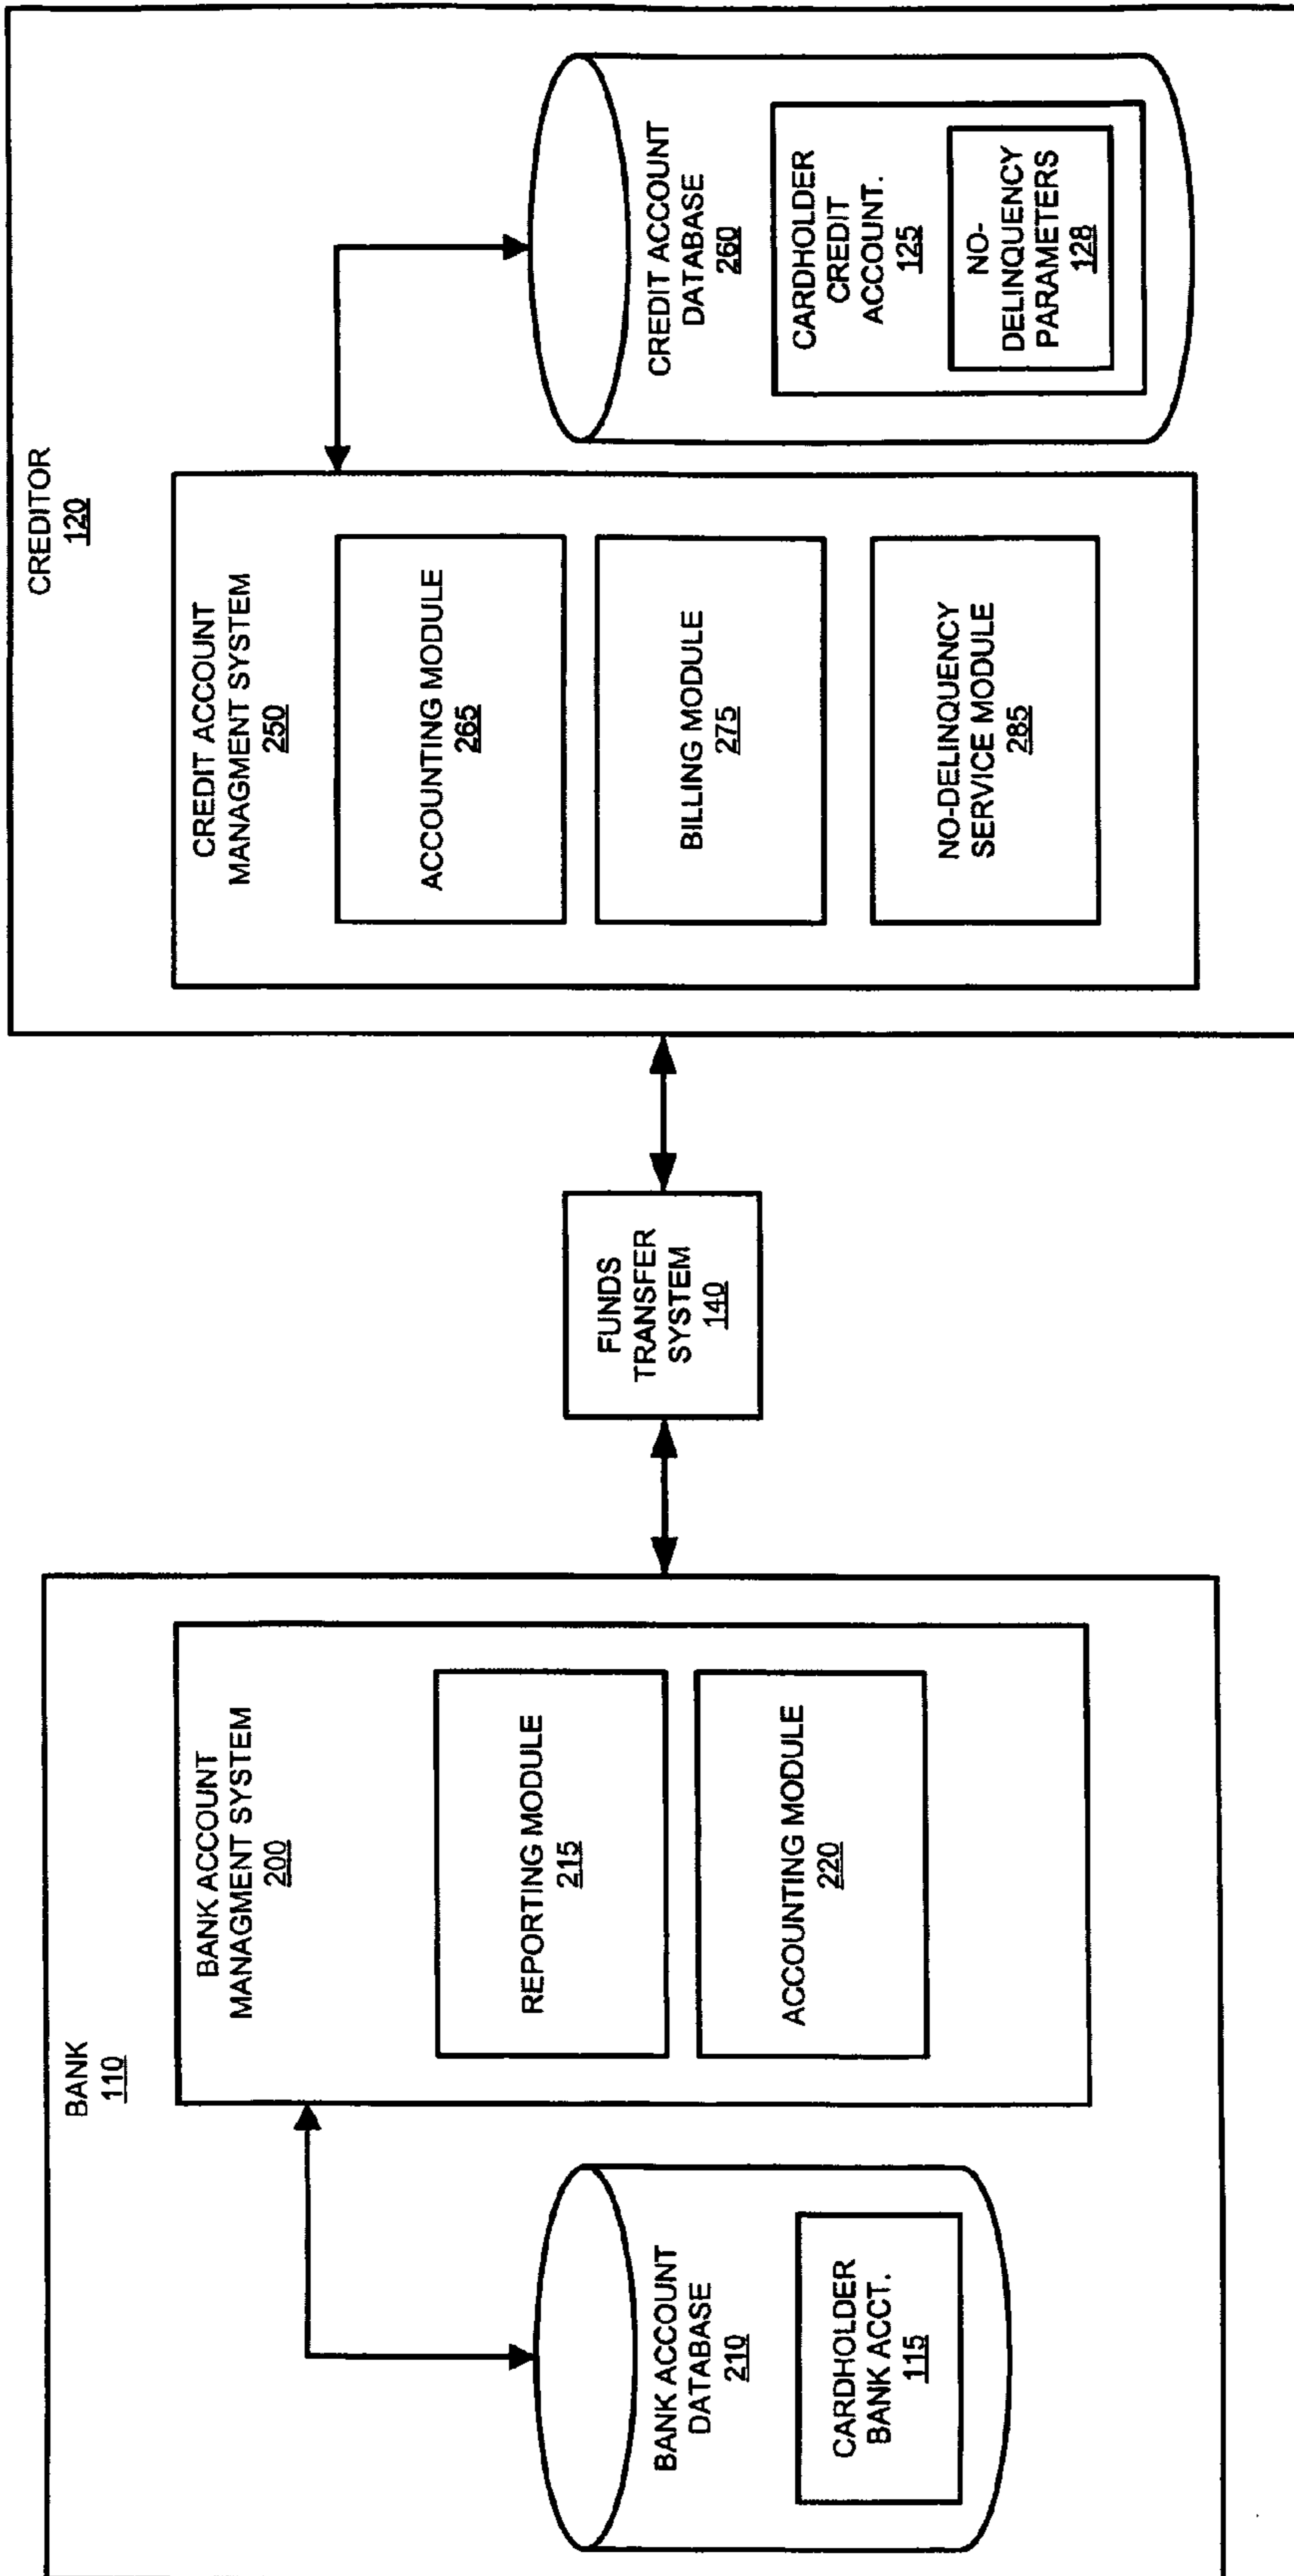 BANK
110
BANK ACCOUNT
MANAGMENT SYSTEM
200
REPORTING MODULE
215
ACCOUNTING MODULE
220
BANK ACCOUNT
DATABASE
210
CARDHOLDER
BANK ACCT.
115
FUNDS
TRANSFER
SYSTEM
140
CREDITOR
120
CREDIT ACCOUNT
MANAGMENT SYSTEM
250
ACCOUNTING MODULE
265
BILLING MODULE
275
NO-DELINQUENCY
SERVICE MODULE
285
CREDIT ACCOUNT
DATABASE
260
CARDHOLDER
CREDIT
ACCOUNT.
125
NO-
DELINQUENCY
PARAMETERS
128